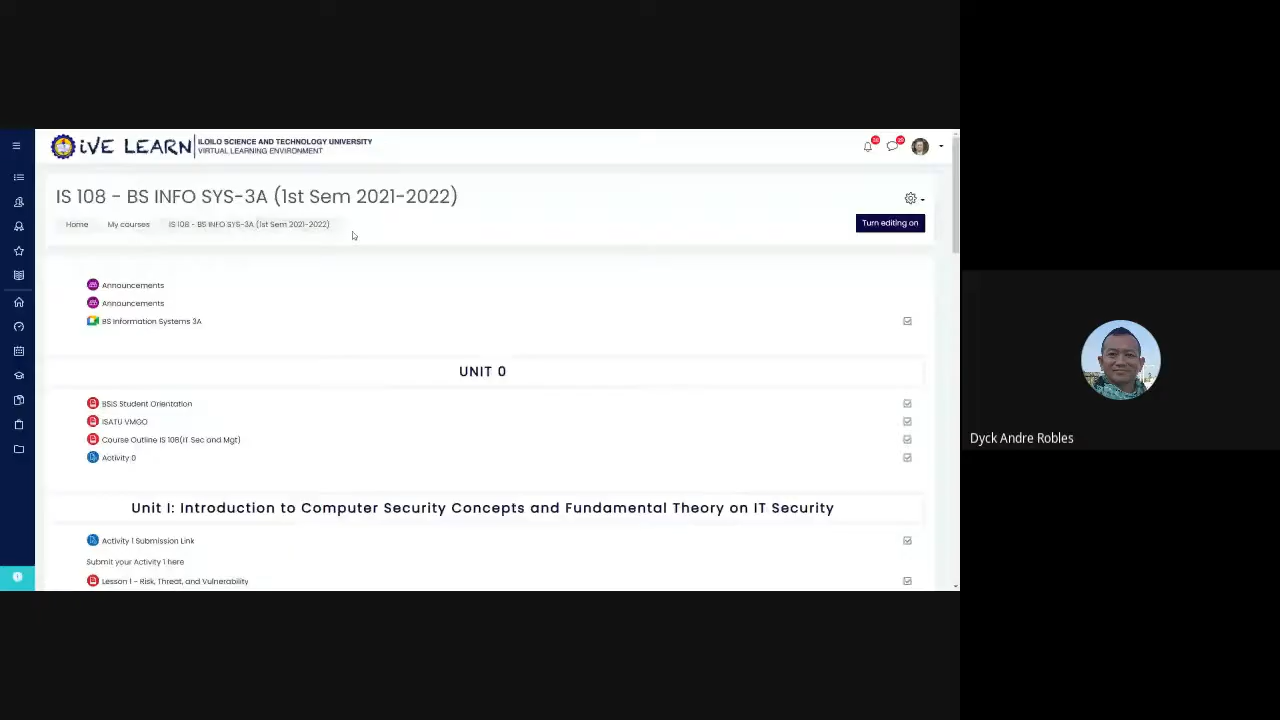 iVE LEARN
ILOILO SCIENCE AND TECHNOLOGY UNIVERSITY
VIRTUAL LEARNING ENVIRONMENT
IS 108 - BS INFO SYS-3A (1st Sem 2021-2022)
Home My courses IS 108 - BS INFO SYS-3A (1st Sem 2021-2022)
Turn editing on
Announcements
Announcements
BS Information Systems 3A
UNIT 0
BSIS Student Orientation
ISATU VMGO
Course Outline IS 108(IT Sec and Mgt)
Activity 0
Unit I: Introduction to Computer Security Concepts and Fundamental Theory on IT Security
Activity 1 Submission Link
Submit your Activity 1 here
Lesson 1 - Risk, Threat, and Vulnerability
Dyck Andre Robles